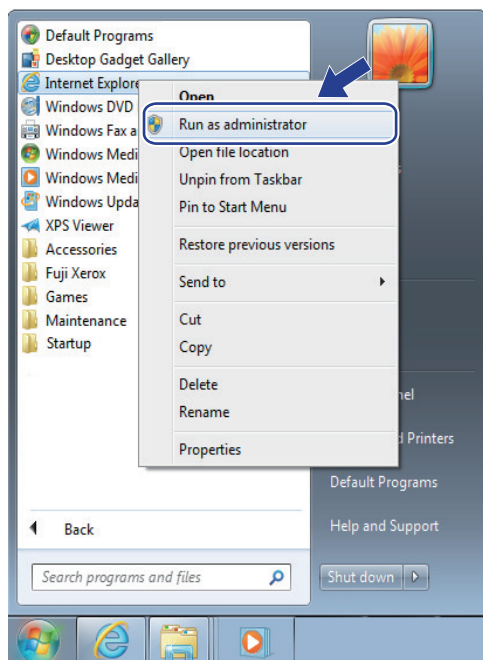 Default Programs
Desktop Gadget Gallery
Internet Explore
Windows DVD
Windows Fax a
Windows Medi
Windows Medi
Windows Upda
XPS Viewer
Accessories
Fuji Xerox
Games
Maintenance
Startup
Back
Search programs and files
Open
Run as administrator
Open file location
Unpin from Taskbar
Pin to Start Menu
Restore previous versions
Send to
Cut
Copy
Delete
Rename
Properties
nel
d Printers
Default Programs
Help and Support
Shut down